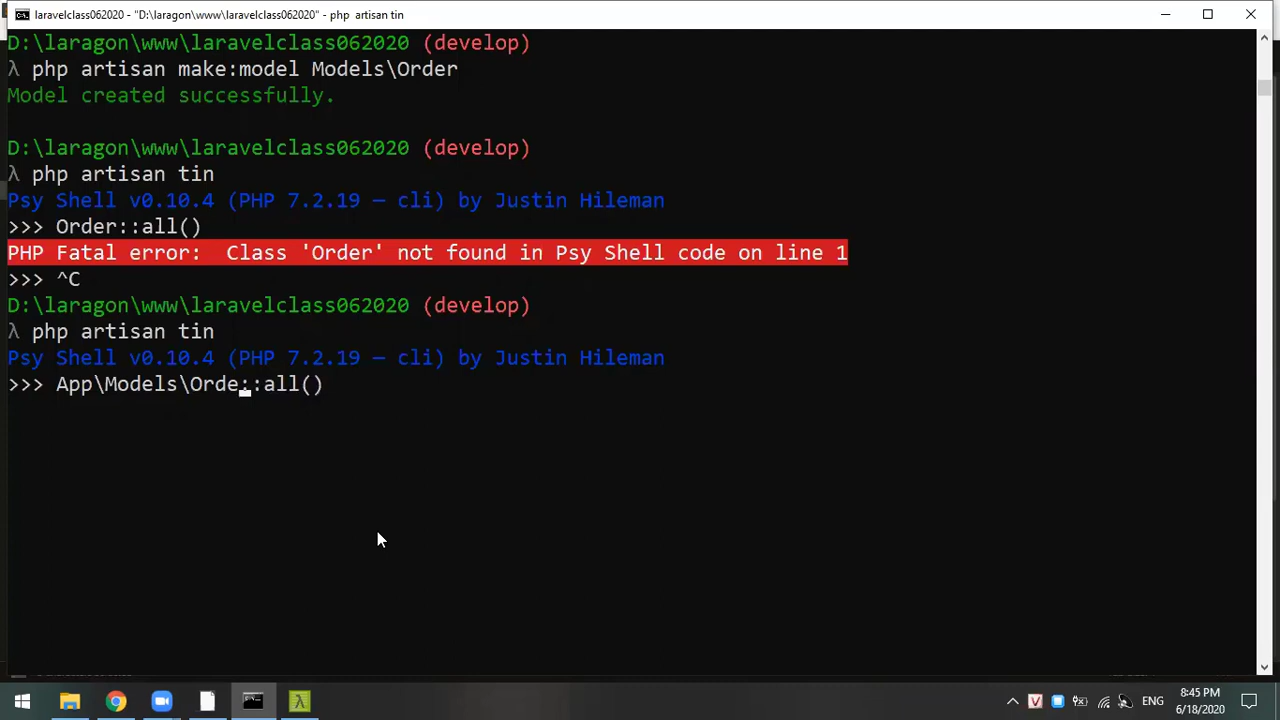 laravelclass062020 - "D:\laragon\www\laravelclass062020" - php  artisan tin
D:\laragon\www\laravelclass062020 (develop)
λ php artisan make:model Models\Order
Model created successfully.
D:\laragon\www\laravelclass062020 (develop)
λ php artisan tin
Psy Shell v0.10.4 (PHP 7.2.19 — cli) by Justin Hileman
>>> Order::all()
PHP Fatal error:  Class 'Order' not found in Psy Shell code on line 1
>>> ^C
D:\laragon\www\laravelclass062020 (develop)
λ php artisan tin
Psy Shell v0.10.4 (PHP 7.2.19 — cli) by Justin Hileman
>>> App\Models\Orde::all()
ENG
8:45 PM
6/18/2020